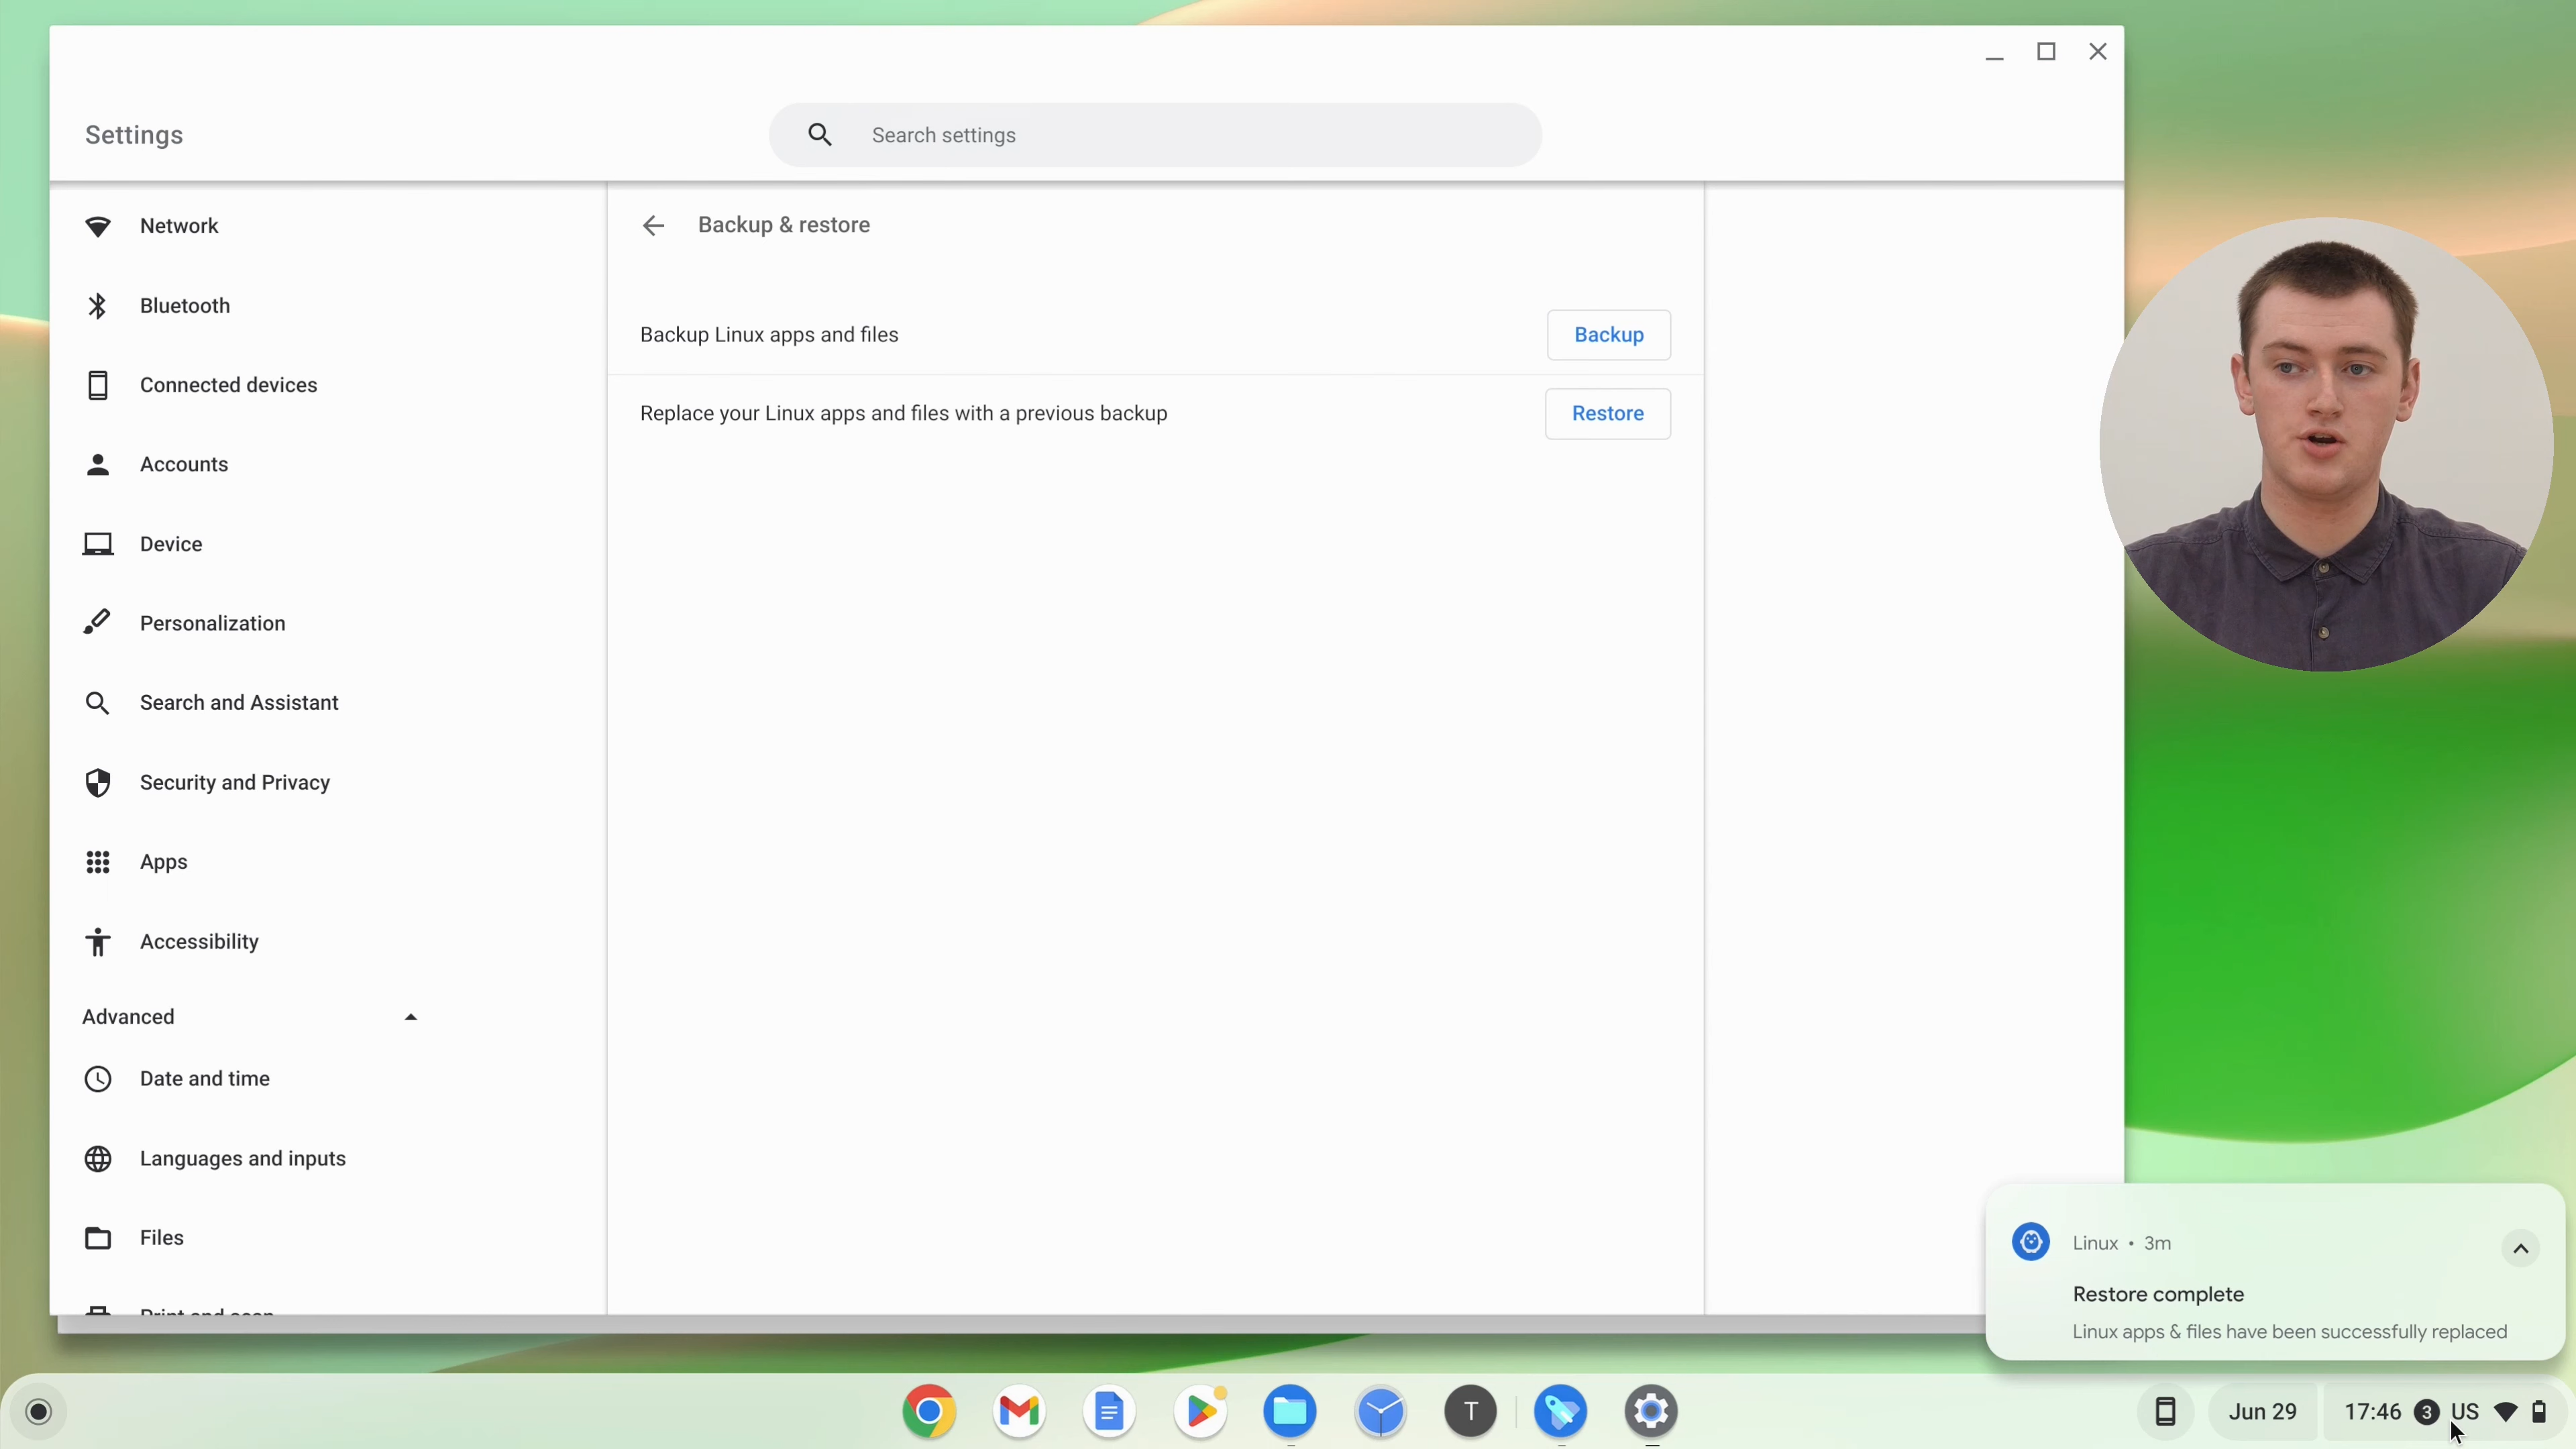 Settings
Search settings
Network
Bluetooth
Connected devices
Accounts
Device
Personalization
Search and Assistant
Security and Privacy
Apps
Accessibility
Advanced
Date and time
Languages and inputs
Files
Print and scan
Backup & restore
Backup Linux apps and files
Backup
Replace your Linux apps and files with a previous backup
Restore
Linux • 3m
Restore complete
Linux apps & files have been successfully replaced
T
Jun 29
17:46 3 US